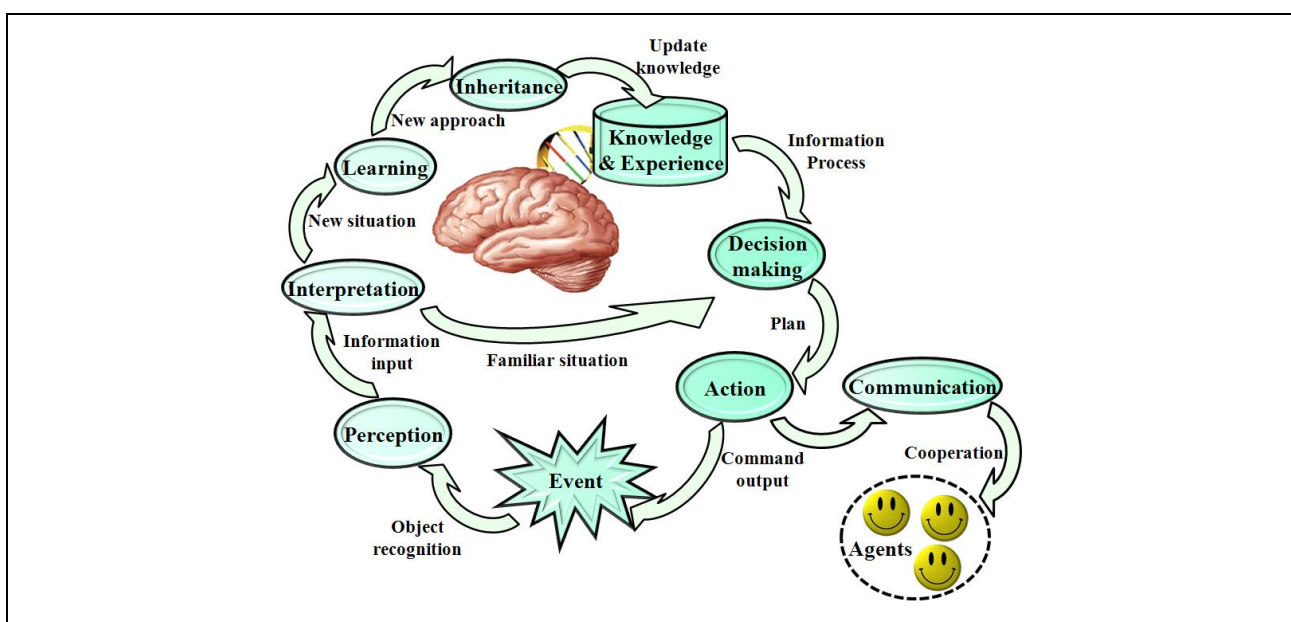 Update
knowledge
Inheritance
New approach
Knowledge
& Experience
Information
Process
Learning
New situation
Decision
making
Interpretation
Plan
Information
input
Familiar situation
Action
Communication
Perception
Event
Command
output
Cooperation
Object
recognition
Agents